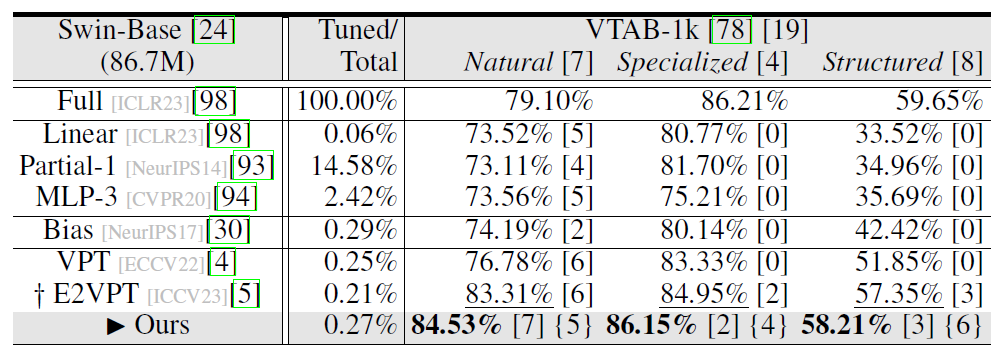 Swin-Base [24] Tuned/ VTAB-1k [78] [19]
(86.7M) Total Natural [7] Specialized [4] Structured [8]
Full [ICLR23][98] 100.00% 79.10% 86.21% 59.65%
Linear [ICLR23][98] 0.06% 73.52% [5] 80.77% [0] 33.52% [0]
Partial-1 [NeurIPS14][93] 14.58% 73.11% [4] 81.70% [0] 34.96% [0]
MLP-3 [CVPR20][94] 2.42% 73.56% [5] 75.21% [0] 35.69% [0]
Bias [NeurIPS17][30] 0.29% 74.19% [2] 80.14% [0] 42.42% [0]
VPT [ECCV22][4] 0.25% 76.78% [6] 83.33% [0] 51.85% [0]
† E2VPT [ICCV23][5] 0.21% 83.31% [6] 84.95% [2] 57.35% [3]
▶ Ours 0.27% 84.53% [7] {5} 86.15% [2] {4} 58.21% [3] {6}